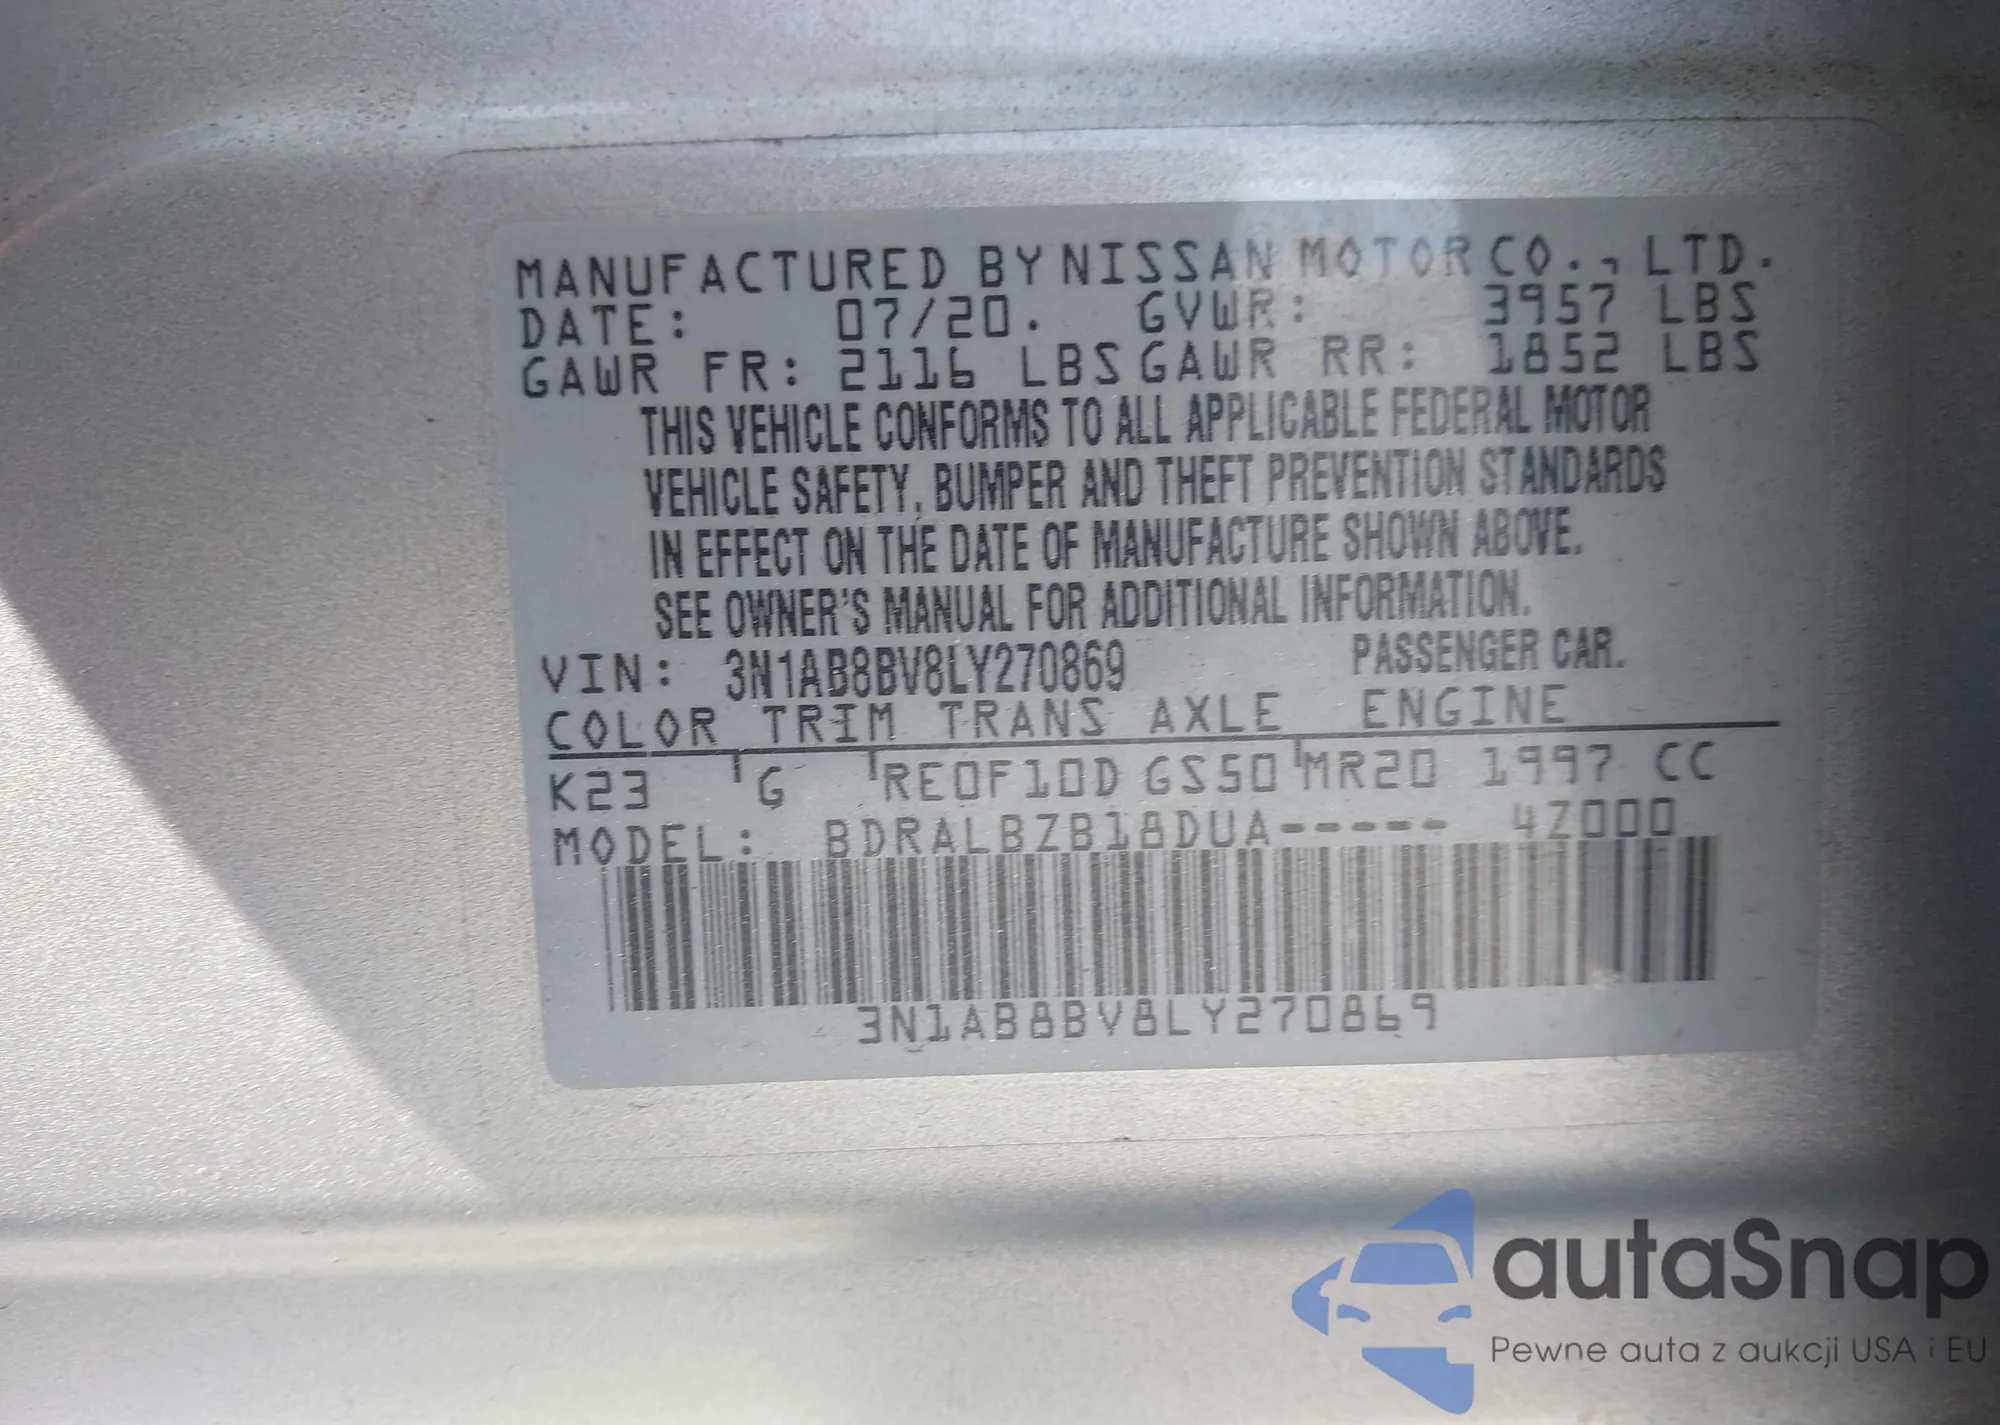 MANUFACTURED BY NISSAN MOTOR CO., LTD.
DATE: 07/20. GVWR: 3957 LBS
GAWR FR: 2116 LBS GAWR RR: 1852 LBS
THIS VEHICLE CONFORMS TO ALL APPLICABLE FEDERAL MOTOR
VEHICLE SAFETY, BUMPER AND THEFT PREVENTION STANDARDS
IN EFFECT ON THE DATE OF MANUFACTURE SHOWN ABOVE.
SEE OWNER'S MANUAL FOR ADDITIONAL INFORMATION.
VIN: 3N1AB8BV8LY270869 PASSENGER CAR.
COLOR TRIM TRANS AXLE ENGINE
K23 G RE0F10D GS50 MR20 1997 CC
MODEL: BDRALBZB18DUA----- 4Z000
3N1AB8BV8LY270869
autaSnap
Pewne auta z aukcji USA i EU